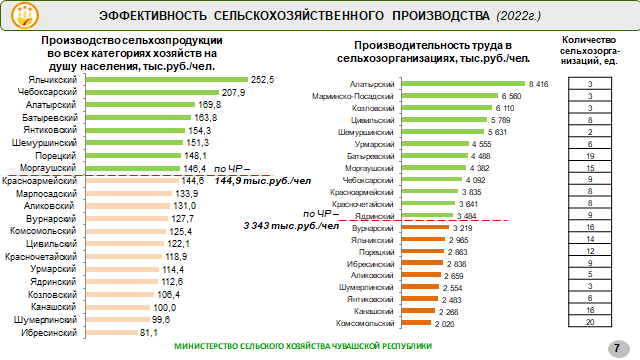 ЭФФЕКТИВНОСТЬ СЕЛЬСКОХОЗЯЙСТВЕННОГО ПРОИЗВОДСТВА (2022г.)
Производство сельхозпродукции
во всех категориях хозяйств на
душу населения, тыс.руб./чел.
Яльчикский 252,5
Чебоксарский 207,9
Алатырский 169,8
Батыревский 163,8
Янтиковский 154,3
Шемуршинский 151,3
Порецкий 148,1
Моргаушский 146,4
по ЧР –
144,9 тыс.руб./чел
Красноармейский 144,6
Марпосадский 133,9
Аликовский 131,0
Вурнарский 127,7
Комсомольский 125,4
Цивильский 122,1
Красночетайский 118,9
Урмарский 114,4
Ядринский 112,6
Козловский 106,4
Канашский 100,0
Шумерлинский 99,6
Ибресинский 81,1
Производительность труда в
сельхозорганизациях, тыс.руб./чел.
Количество
сельхозорга-
низаций, ед.
Алатырский 8 416 3
Мариинско-Посадский 6 560 3
Козловский 6 110 3
Цивильский 5 789 8
Шемуршинский 5 631 2
Урмарский 4 555 6
Батыревский 4 488 19
Моргаушский 4 382 15
Чебоксарский 4 092 9
Красноармейский 3 835 8
Красночетайский 3 641 8
Ядринский 3 484 9
по ЧР –
3 343 тыс.руб./чел
Вурнарский 3 219 16
Яльчикский 2 965 14
Порецкий 2 863 12
Ибресинский 2 838 9
Аликовский 2 659 5
Шумерлинский 2 554 3
Янтиковский 2 483 6
Канашский 2 268 16
Комсомольский 2 020 20
МИНИСТЕРСТВО СЕЛЬСКОГО ХОЗЯЙСТВА ЧУВАШСКОЙ РЕСПУБЛИКИ
7